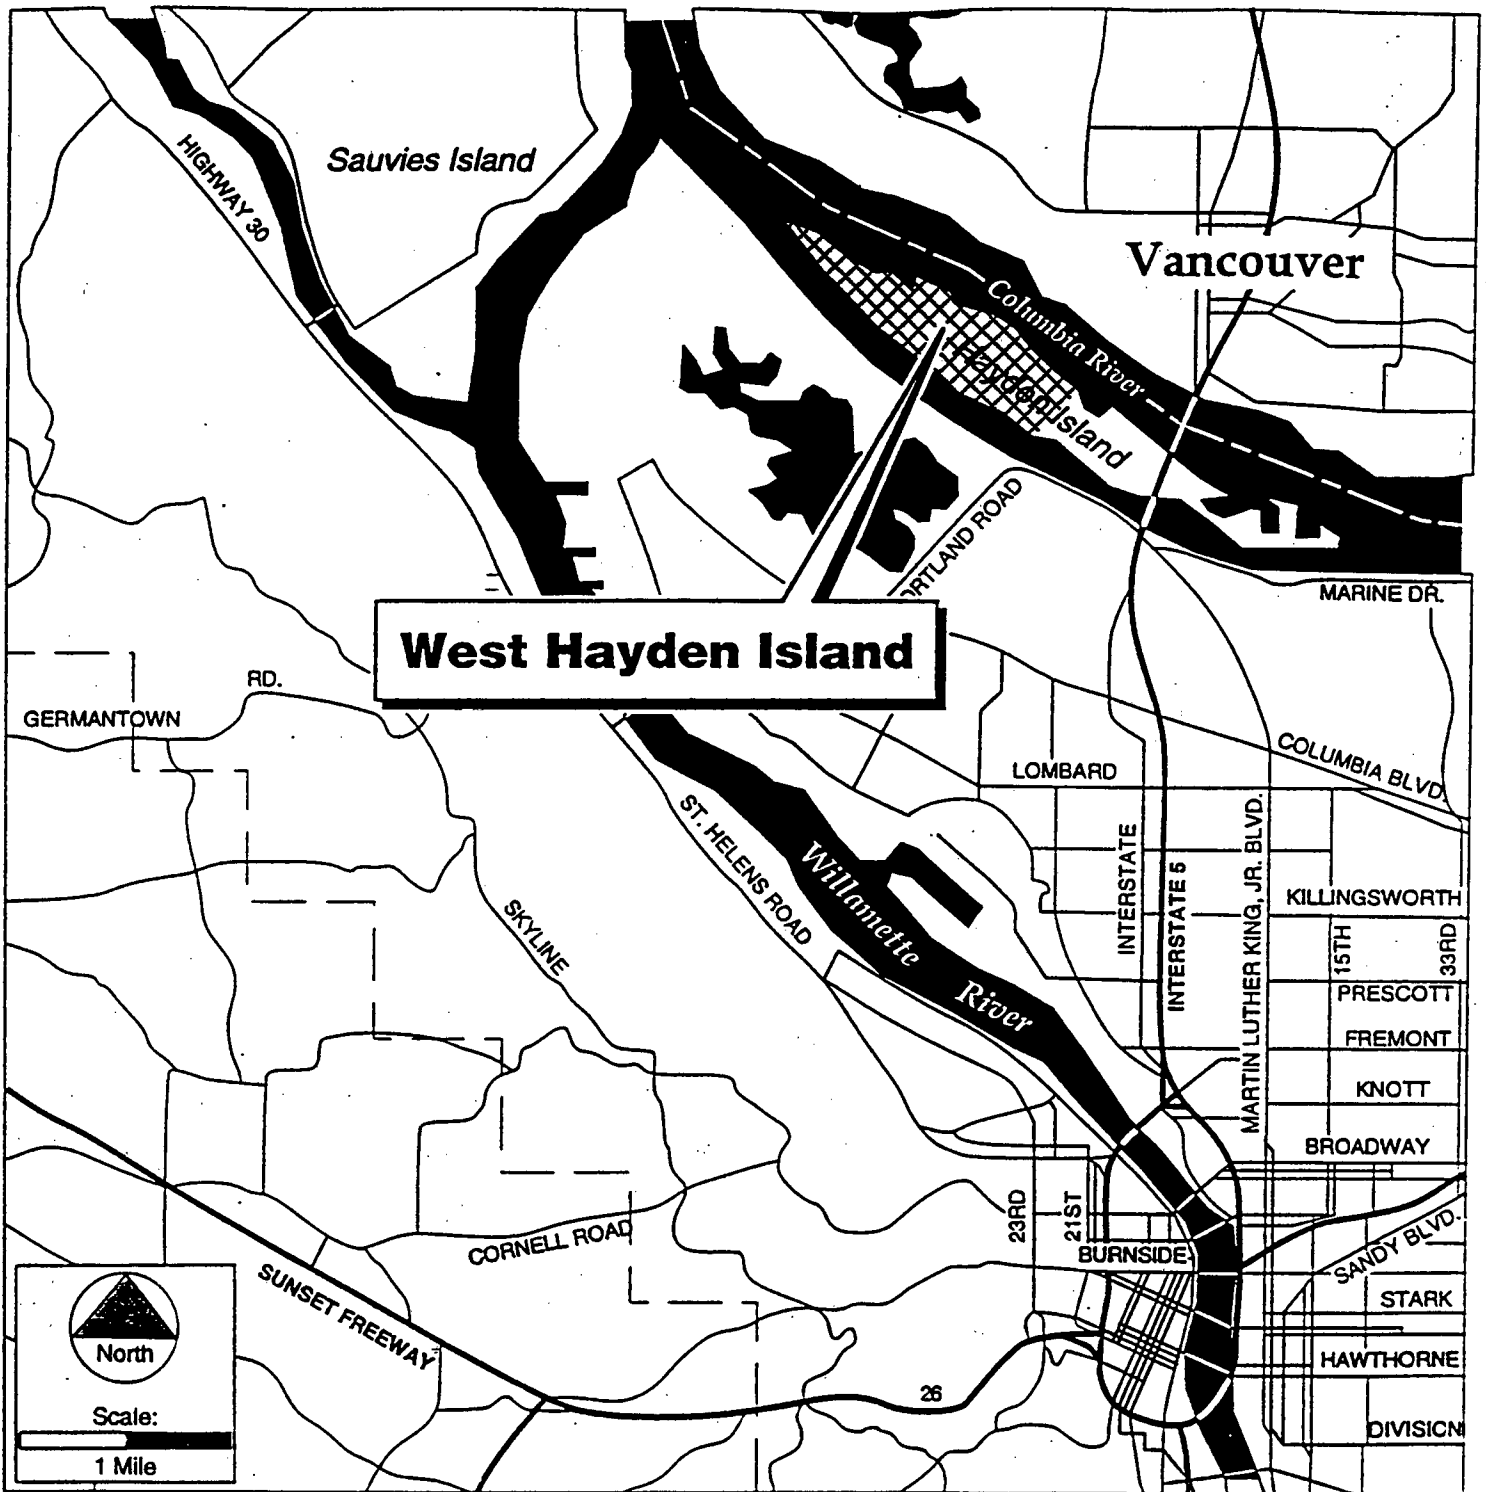 Sauvies Island
HIGHWAY 30
Vancouver
Columbia River
Hayden Island
ORTLAND ROAD
MARINE DR.
West Hayden Island
RD.
GERMANTOWN
COLUMBIA BLVD.
LOMBARD
ST. HELENS ROAD
Willamette River
INTERSTATE
INTERSTATE 5
MARTIN LUTHER KING, JR. BLVD.
KILLINGSWORTH
SKYLINE
15TH
33RD
PRESCOTT
FREMONT
KNOTT
BROADWAY
23RD
21ST
CORNELL ROAD
BURNSIDE
SANDY BLVD.
SUNSET FREEWAY
STARK
North
HAWTHORNE
26
Scale:
DIVISION
1 Mile